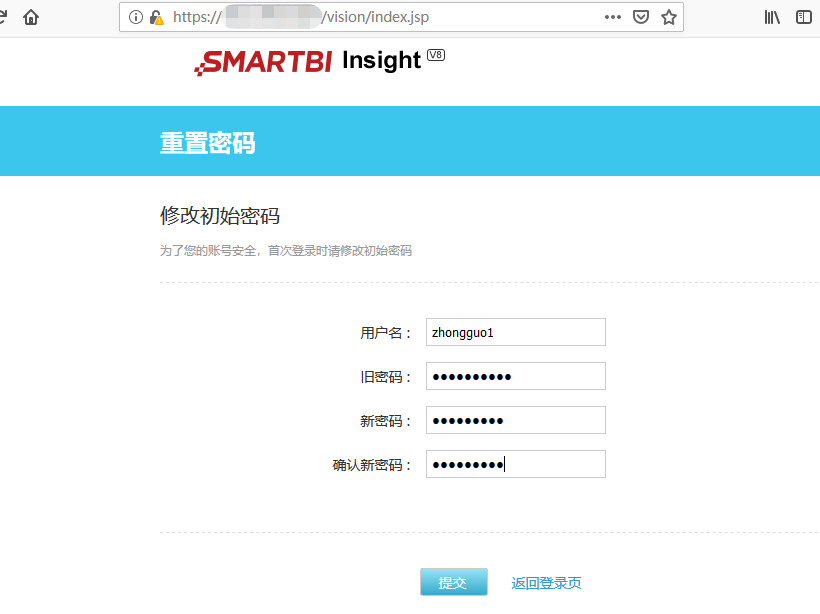 https:// /vision/index.jsp
SMARTBI Insight V8
重置密码
修改初始密码
为了您的账号安全，首次登录时请修改初始密码
用户名： zhongguo1
旧密码： ●●●●●●●●●●
新密码： ●●●●●●●●●
确认新密码： ●●●●●●●●●
提交 返回登录页